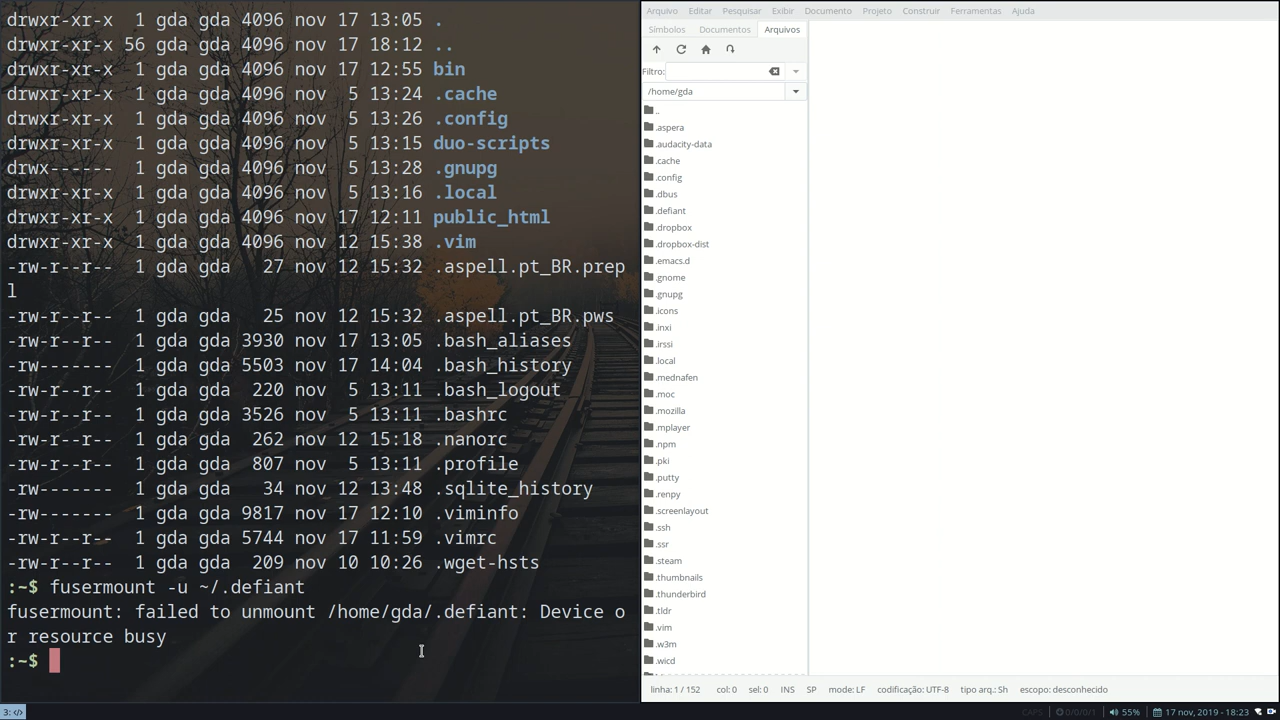 drwxr-xr-x  1 gda gda 4096 nov 17 13:05 .
drwxr-xr-x 56 gda gda 4096 nov 17 18:12 ..
drwxr-xr-x  1 gda gda 4096 nov 17 12:55 bin
drwxr-xr-x  1 gda gda 4096 nov  5 13:24 .cache
drwxr-xr-x  1 gda gda 4096 nov  5 13:26 .config
drwxr-xr-x  1 gda gda 4096 nov  5 13:15 duo-scripts
drwx------  1 gda gda 4096 nov  5 13:28 .gnupg
drwxr-xr-x  1 gda gda 4096 nov  5 13:16 .local
drwxr-xr-x  1 gda gda 4096 nov 17 12:11 public_html
drwxr-xr-x  1 gda gda 4096 nov 12 15:38 .vim
-rw-r--r--  1 gda gda   27 nov 12 15:32 .aspell.pt_BR.prep
l
-rw-r--r--  1 gda gda   25 nov 12 15:32 .aspell.pt_BR.pws
-rw-r--r--  1 gda gda 3930 nov 17 13:05 .bash_aliases
-rw-------  1 gda gda 5503 nov 17 14:04 .bash_history
-rw-r--r--  1 gda gda  220 nov  5 13:11 .bash_logout
-rw-r--r--  1 gda gda 3526 nov  5 13:11 .bashrc
-rw-r--r--  1 gda gda  262 nov 12 15:18 .nanorc
-rw-r--r--  1 gda gda  807 nov  5 13:11 .profile
-rw-------  1 gda gda   34 nov 12 13:48 .sqlite_history
-rw-------  1 gda gda 9817 nov 17 12:10 .viminfo
-rw-r--r--  1 gda gda 5744 nov 17 11:59 .vimrc
-rw-r--r--  1 gda gda  209 nov 10 10:26 .wget-hsts
:~$ fusermount -u ~/.defiant
fusermount: failed to unmount /home/gda/.defiant: Device o
r resource busy
:~$
3: </>
Arquivo Editar Pesquisar Exibir Documento Projeto Construir Ferramentas Ajuda
Símbolos Documentos Arquivos
Filtro:
/home/gda
..
.aspera
.audacity-data
.cache
.config
.dbus
.defiant
.dropbox
.dropbox-dist
.emacs.d
.gnome
.gnupg
.icons
.inxi
.irssi
.local
.mednafen
.moc
.mozilla
.mplayer
.npm
.pki
.putty
.renpy
.screenlayout
.ssh
.ssr
.steam
.thumbnails
.thunderbird
.tldr
.vim
.w3m
.wicd
linha: 1 / 152 col: 0 sel: 0 INS SP mode: LF codificação: UTF-8 tipo arq.: Sh escopo: desconhecido
CAPS 0/0/0/1 55% 17 nov, 2019 - 18:23